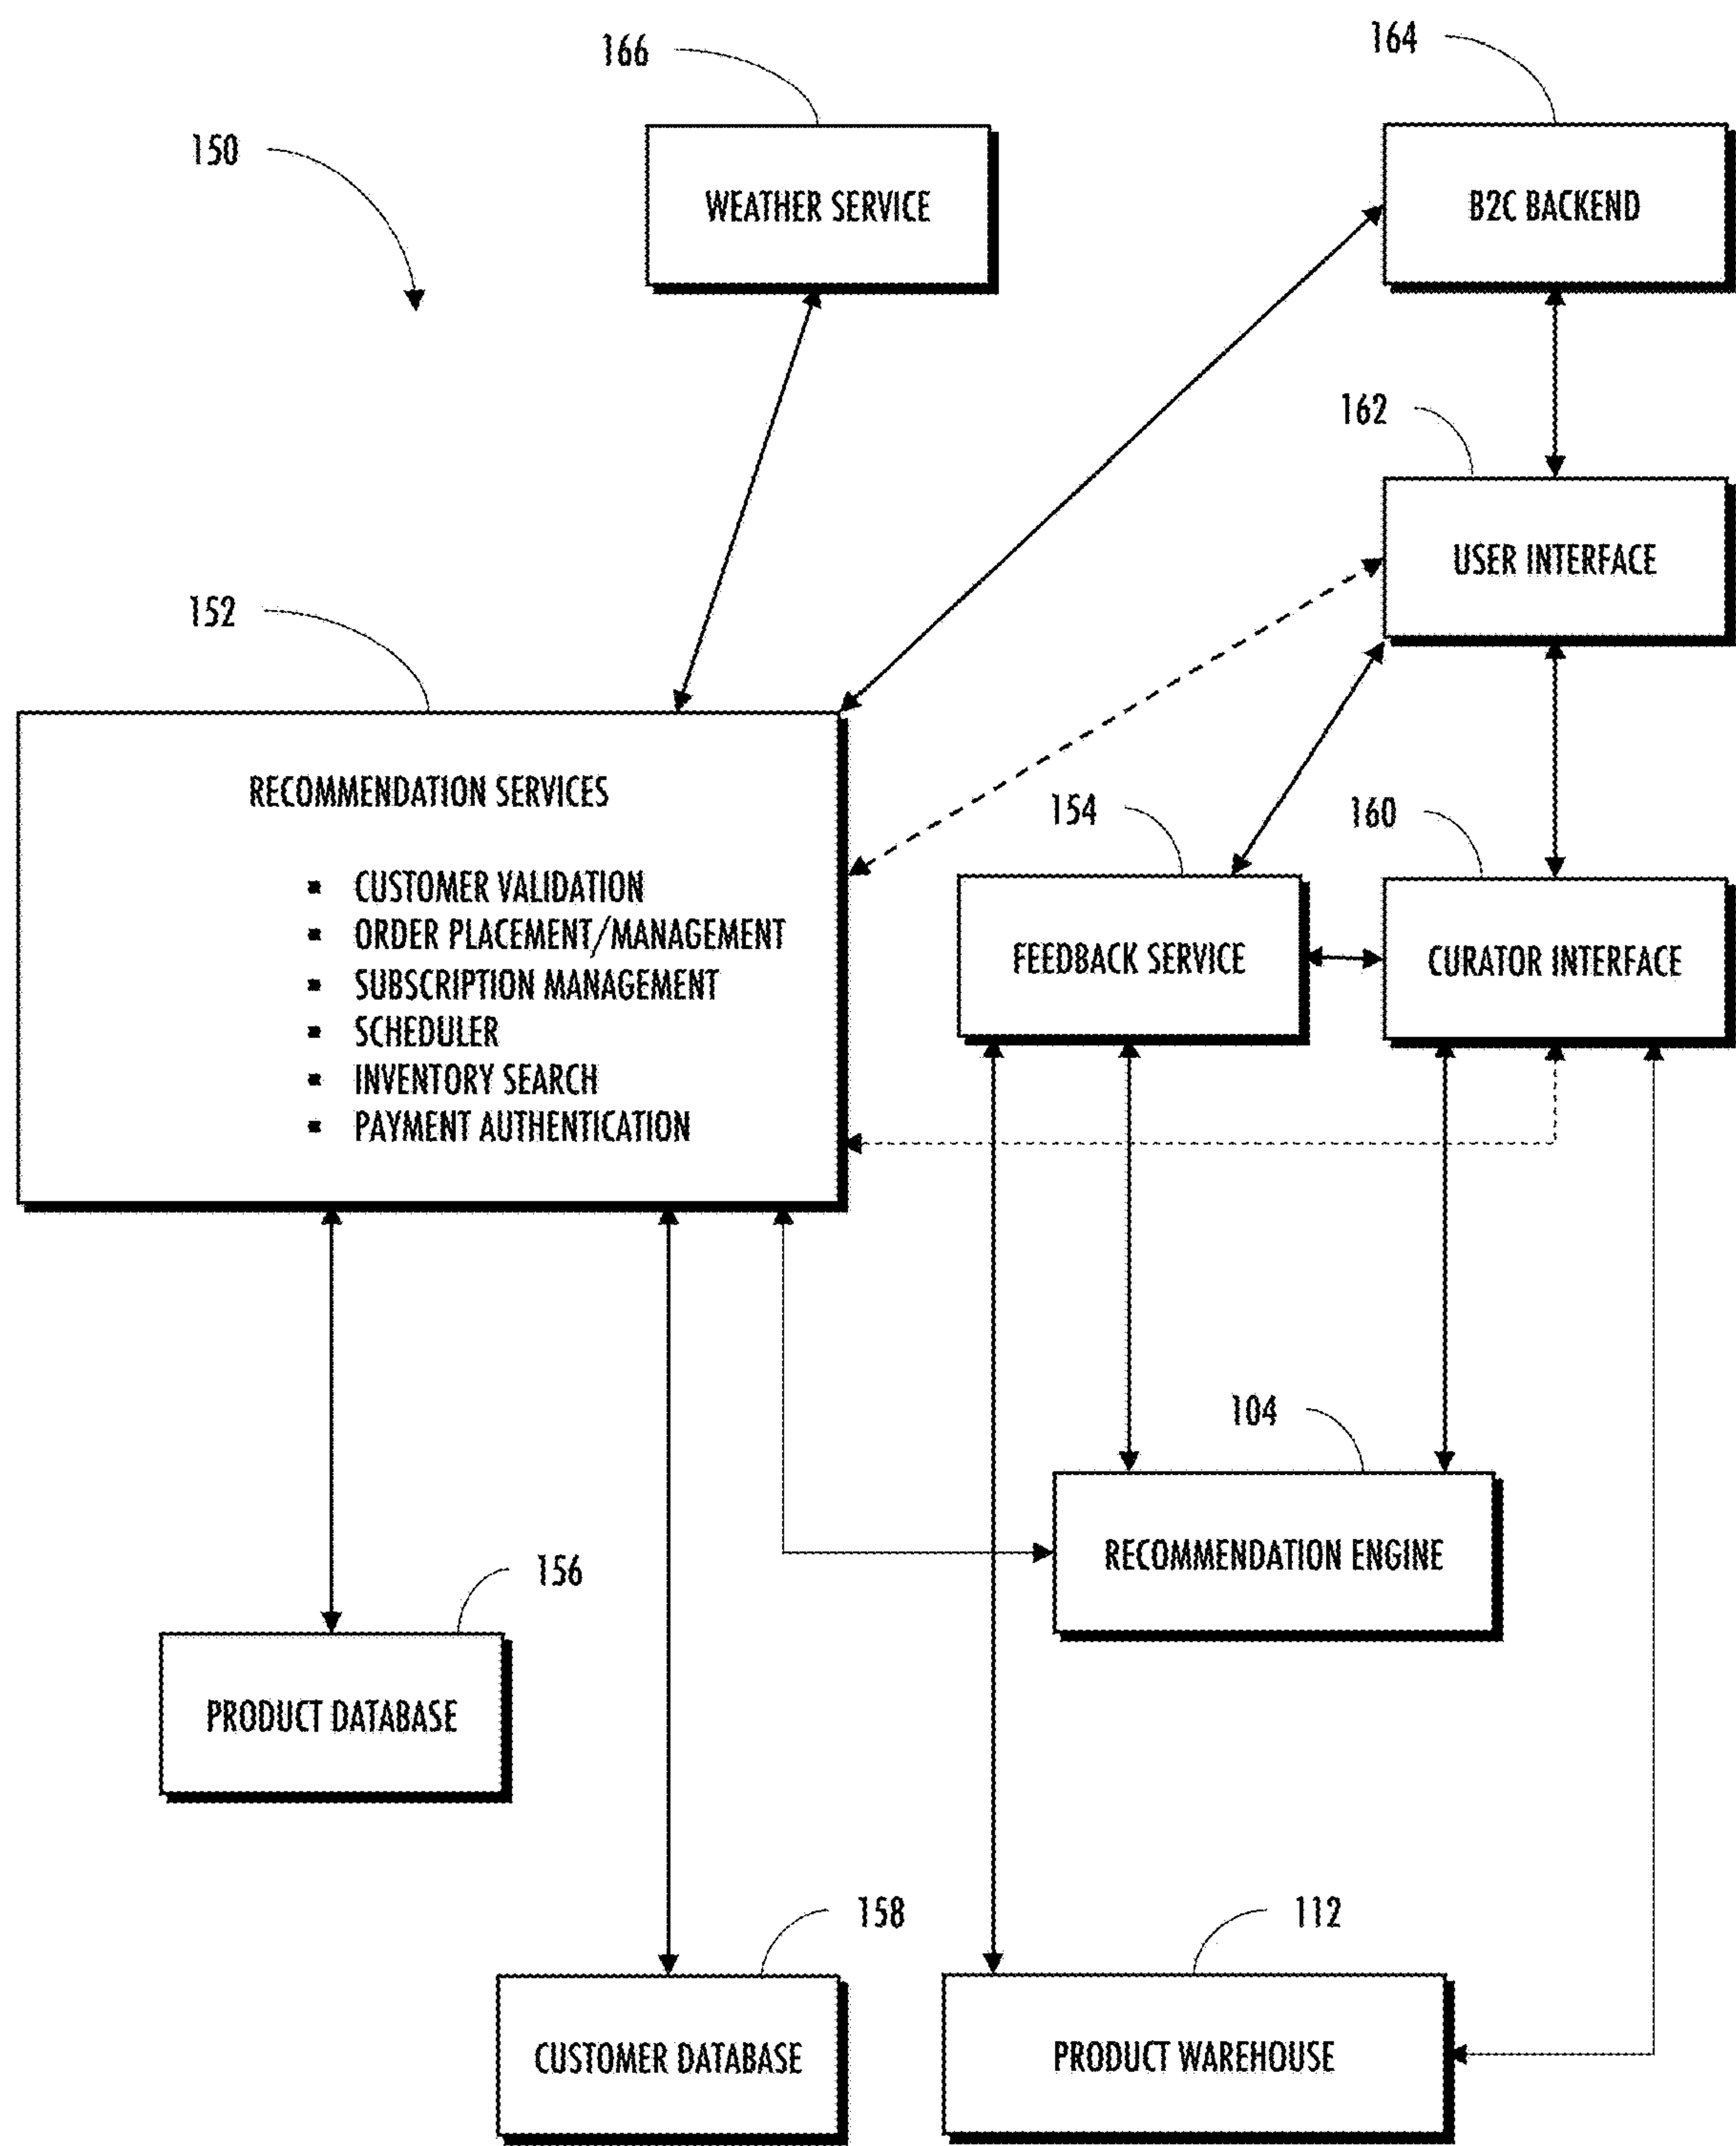 166
164
150
WEATHER SERVICE
B2C BACKEND
162
USER INTERFACE
152
RECOMMENDATION SERVICES
▪ CUSTOMER VALIDATION
▪ ORDER PLACEMENT/MANAGEMENT
▪ SUBSCRIPTION MANAGEMENT
▪ SCHEDULER
▪ INVENTORY SEARCH
▪ PAYMENT AUTHENTICATION
154
160
FEEDBACK SERVICE
CURATOR INTERFACE
104
RECOMMENDATION ENGINE
156
PRODUCT DATABASE
158
112
CUSTOMER DATABASE
PRODUCT WAREHOUSE